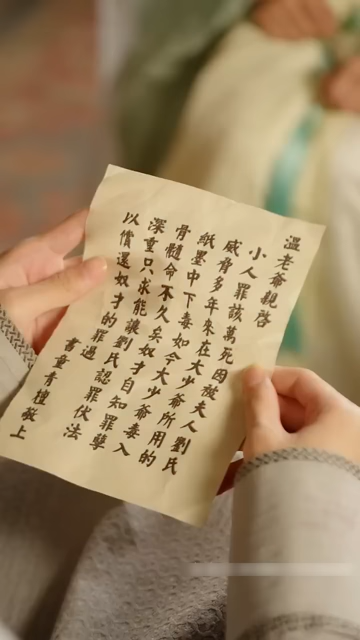 溫老爺親啓
小人罪該萬死因被夫人劉氏
威脅多年來在大少爺所用的
紙墨中下毒如今大少爺毒入
骨髓命不久矣奴才自知罪孽
深重只求能讓劉氏認罪伏法
以償還奴才的罪過
書童青檀敬上